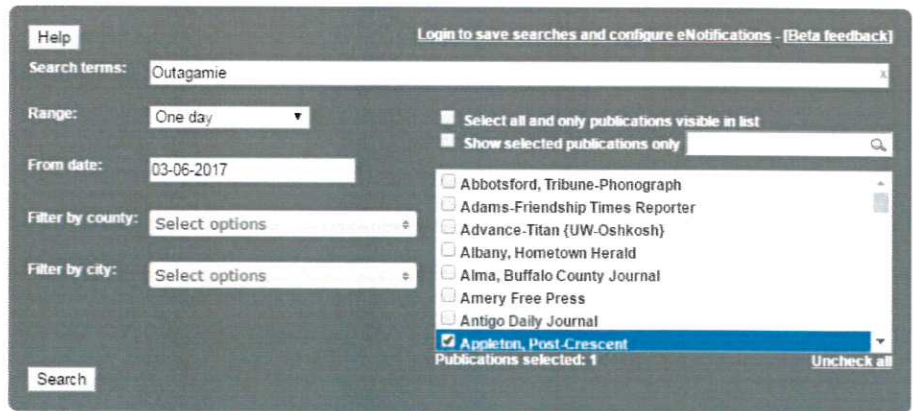 Help
Login to save searches and configure eNotifications - [Beta feedback]
Search terms:
Outagamie
x
Range:
One day
Select all and only publications visible in list
Show selected publications only
From date:
03-06-2017
Abbotsford, Tribune-Phonograph
Adams-Friendship Times Reporter
Filter by county:
Select options
Advance-Titan {UW-Oshkosh}
Albany, Hometown Herald
Filter by city:
Select options
Alma, Buffalo County Journal
Amery Free Press
Antigo Daily Journal
Appleton, Post-Crescent
Publications selected: 1
Uncheck all
Search